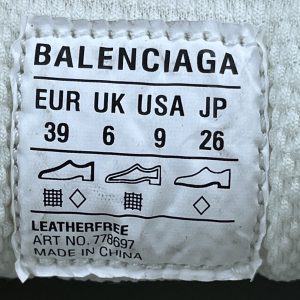 BALENCIAGA
EUR UK USA JP
39 6 9 26
LEATHERFREE
ART NO. 778697
MADE IN CHINA